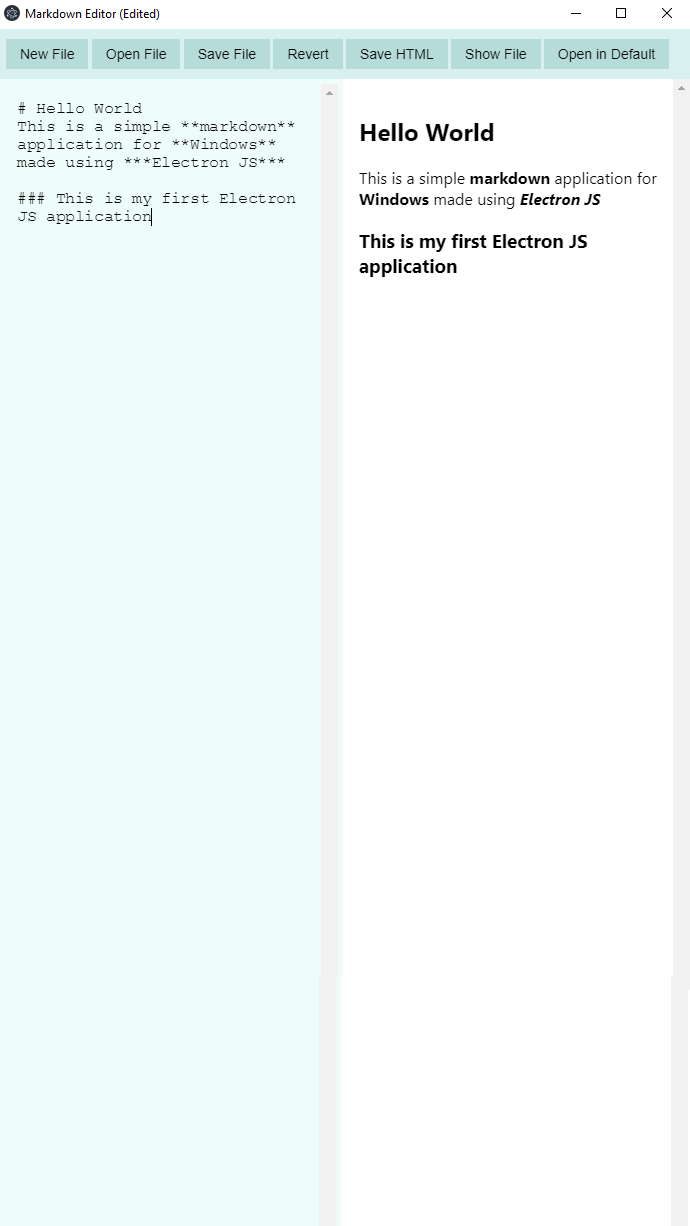 Markdown Editor (Edited)
New File Open File Save File Revert Save HTML Show File Open in Default
# Hello World
This is a simple **markdown**
application for **Windows**
made using ***Electron JS***
### This is my first Electron
JS application
Hello World
This is a simple markdown application for
Windows made using Electron JS
This is my first Electron JS
application